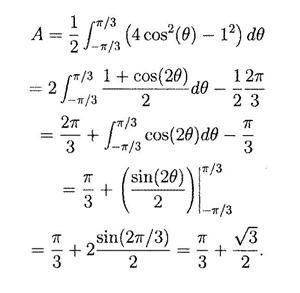 A = \frac{1}{2} \int_{-\pi/3}^{\pi/3} (4\cos^2(\theta) - 1^2) \, d\theta
= 2 \int_{-\pi/3}^{\pi/3} \frac{1 + \cos(2\theta)}{2} d\theta - \frac{1}{2} \frac{2\pi}{3}
= \frac{2\pi}{3} + \int_{-\pi/3}^{\pi/3} \cos(2\theta) d\theta - \frac{\pi}{3}
= \frac{\pi}{3} + \left( \frac{\sin(2\theta)}{2} \right) \Big|_{-\pi/3}^{\pi/3}
= \frac{\pi}{3} + 2 \frac{\sin(2\pi/3)}{2} = \frac{\pi}{3} + \frac{\sqrt{3}}{2}.